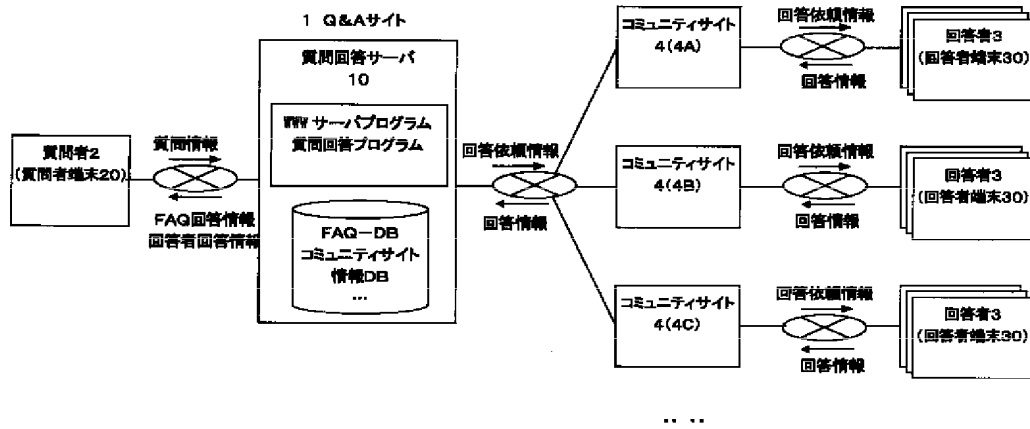 1 Q&Aサイト
質問回答サーバ
10
WWW サーバプログラム
質問回答プログラム
FAQ－DB
コミュニティサイト
情報DB
…
質問者2
(質問者端末20)
質問情報
FAQ回答情報
回答者回答情報
回答依頼情報
回答情報
コミュニティサイト
4(4A)
回答依頼情報
回答情報
回答者3
(回答者端末30)
コミュニティサイト
4(4B)
回答依頼情報
回答情報
回答者3
(回答者端末30)
コミュニティサイト
4(4C)
回答依頼情報
回答情報
回答者3
(回答者端末30)
‥ ‥